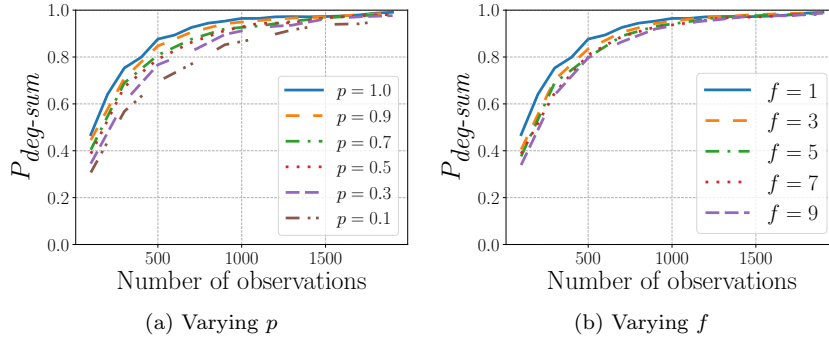 1.0
0.8
0.6
0.4
0.2
0.0
P deg-sum
500
1000
1500
Number of observations
p = 1.0
p = 0.9
p = 0.7
p = 0.5
p = 0.3
p = 0.1
(a) Varying p
1.0
0.8
0.6
0.4
0.2
0.0
P deg-sum
500
1000
1500
Number of observations
f = 1
f = 3
f = 5
f = 7
f = 9
(b) Varying f